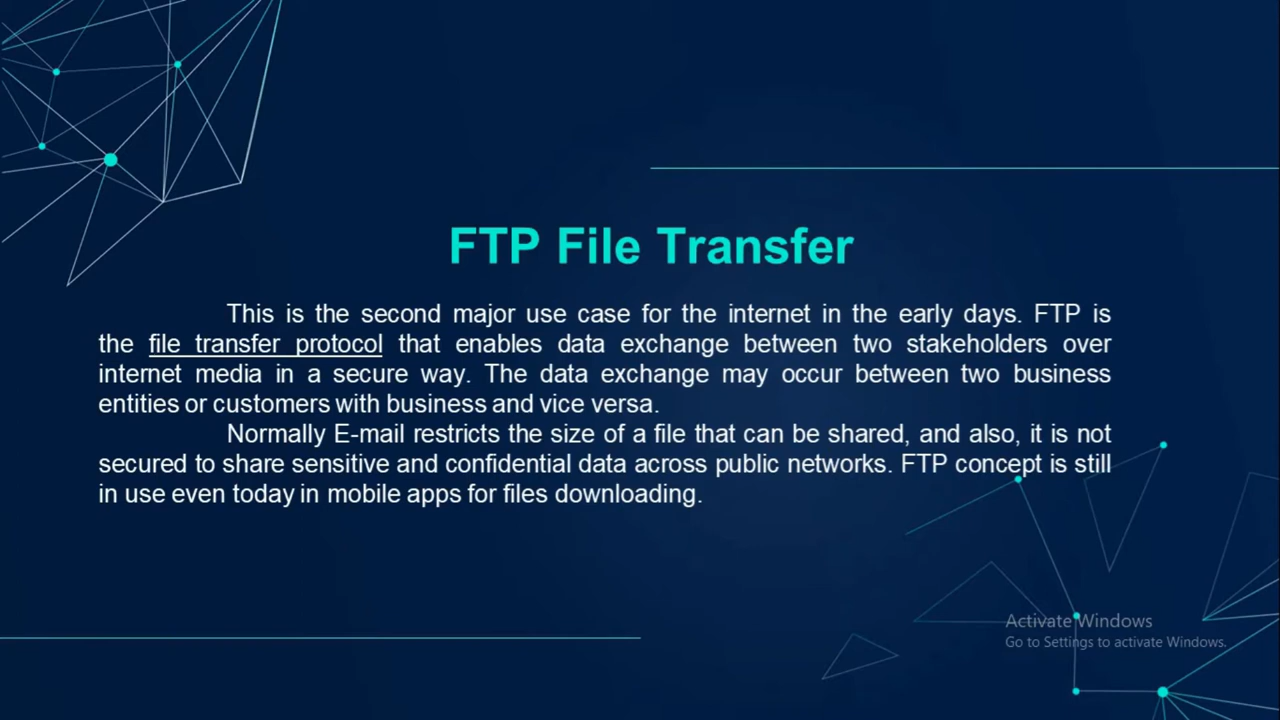 FTP File Transfer
This is the second major use case for the internet in the early days. FTP is
the file transfer protocol that enables data exchange between two stakeholders over
internet media in a secure way. The data exchange may occur between two business
entities or customers with business and vice versa.
Normally E-mail restricts the size of a file that can be shared, and also, it is not
secured to share sensitive and confidential data across public networks. FTP concept is still
in use even today in mobile apps for files downloading.
Activate Windows
Go to Settings to activate Windows.